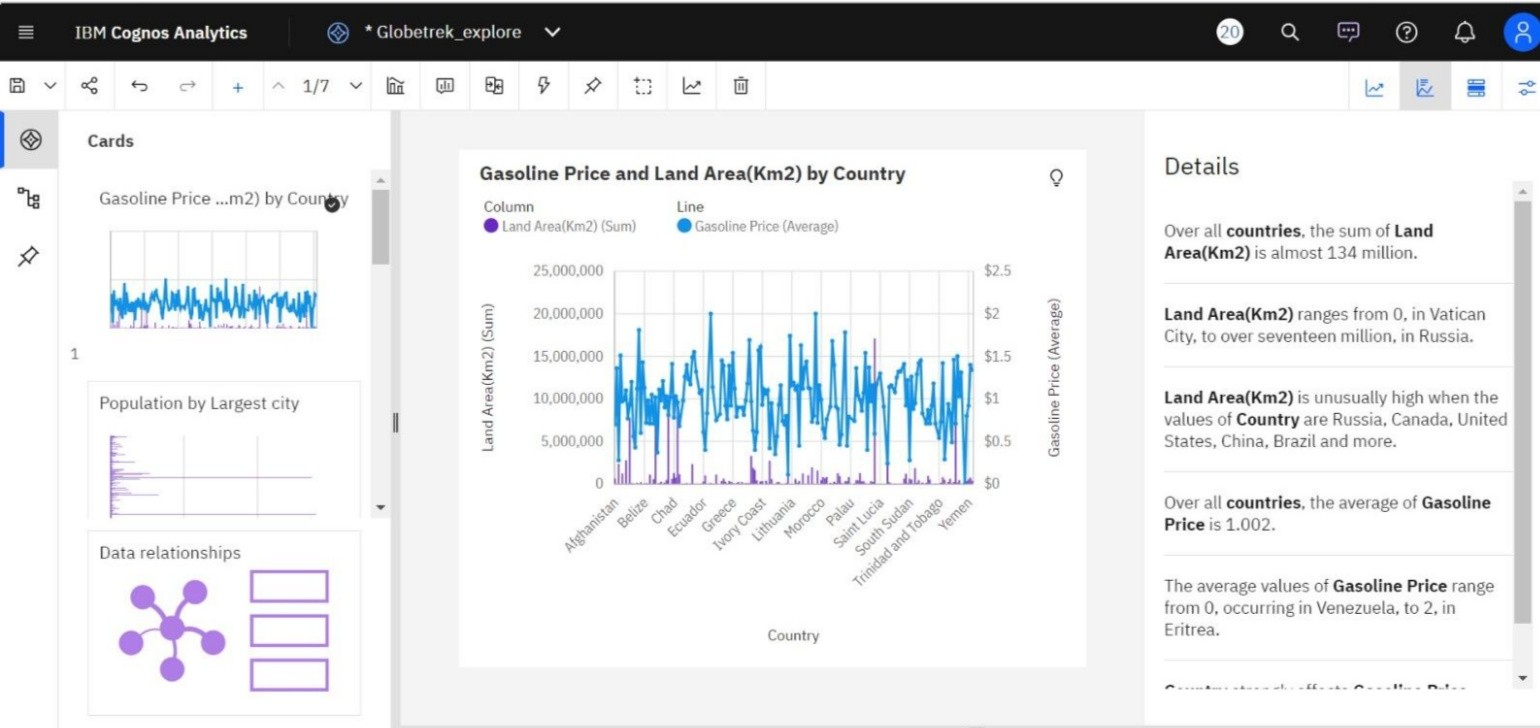 IBM Cognos Analytics
* Globetrek_explore
20
1/7
Cards
Gasoline Price ...m2) by Country
1
Population by Largest city
Data relationships
Gasoline Price and Land Area(Km2) by Country
Column
Line
Land Area(Km2) (Sum)
Gasoline Price (Average)
Land Area(Km2) (Sum)
25,000,000
20,000,000
15,000,000
10,000,000
5,000,000
0
$2.5
$2
$1.5
$1
$0.5
$0
Gasoline Price (Average)
Afghanistan
Belize
Chad
Ecuador
Greece
Ivory Coast
Lithuania
Morocco
Palau
Saint Lucia
South Sudan
Trinidad and Tobago
Yemen
Country
Details
Over all countries, the sum of Land
Area(Km2) is almost 134 million.
Land Area(Km2) ranges from 0, in Vatican
City, to over seventeen million, in Russia.
Land Area(Km2) is unusually high when the
values of Country are Russia, Canada, United
States, China, Brazil and more.
Over all countries, the average of Gasoline
Price is 1.002.
The average values of Gasoline Price range
from 0, occurring in Venezuela, to 2, in
Eritrea.
Country strongly affects Gasoline Price